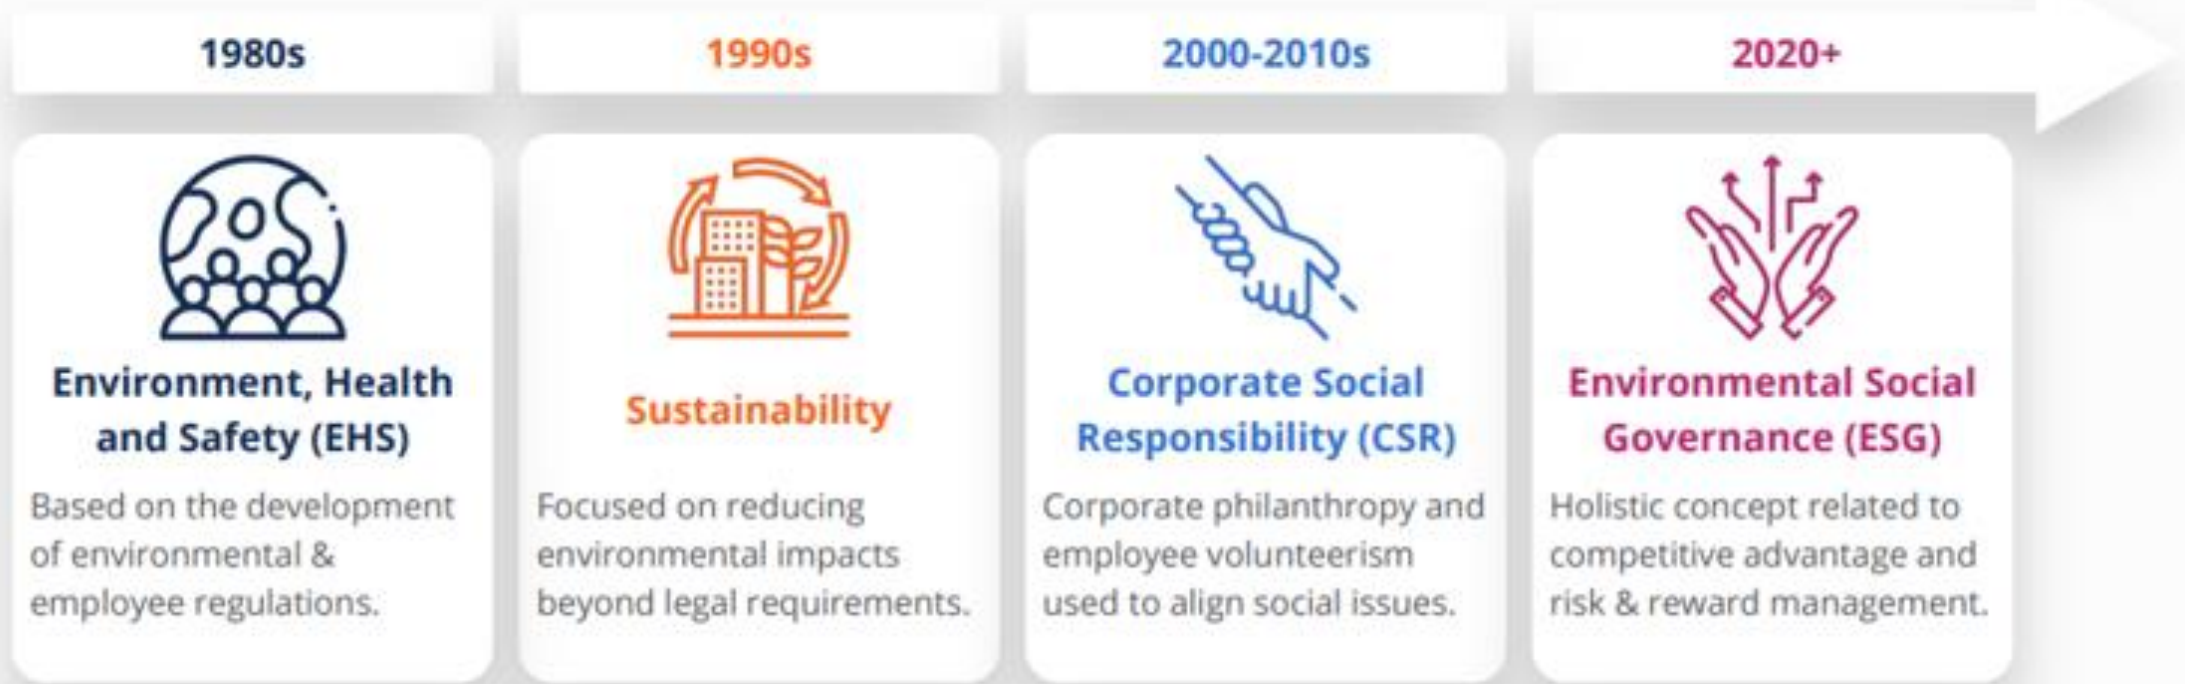 1980s
1990s
2000-2010s
2020+
Environment, Health
and Safety (EHS)
Based on the development
of environmental &
employee regulations.
Sustainability
Focused on reducing
environmental impacts
beyond legal requirements.
Corporate Social
Responsibility (CSR)
Corporate philanthropy and
employee volunteerism
used to align social issues.
Environmental Social
Governance (ESG)
Holistic concept related to
competitive advantage and
risk & reward management.